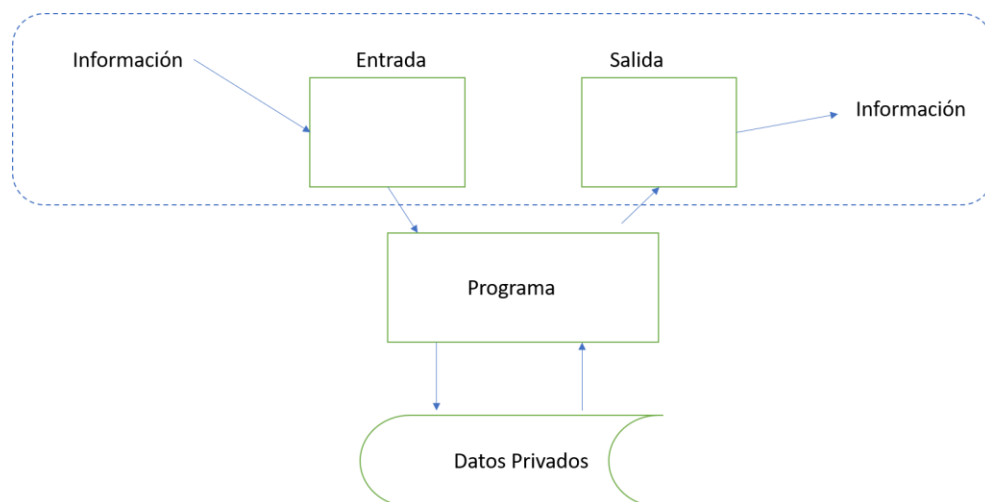 Información
Entrada
Salida
Información
Programa
Datos Privados